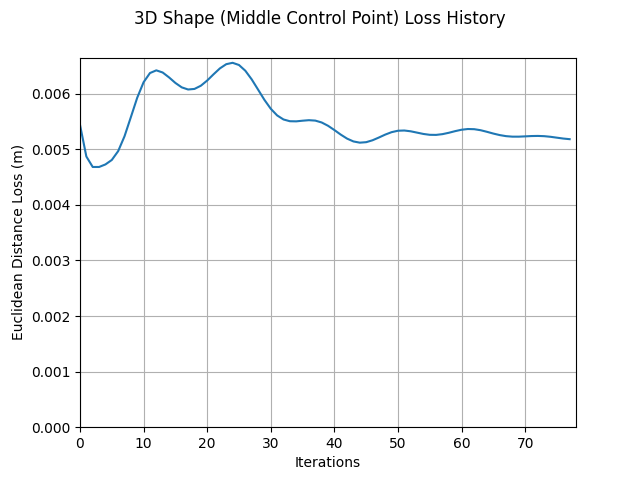 3D Shape (Middle Control Point) Loss History
0.006
0.005
0.004
0.003
0.002
0.001
0.000
Euclidean Distance Loss (m)
0 10 20 30 40 50 60 70
Iterations